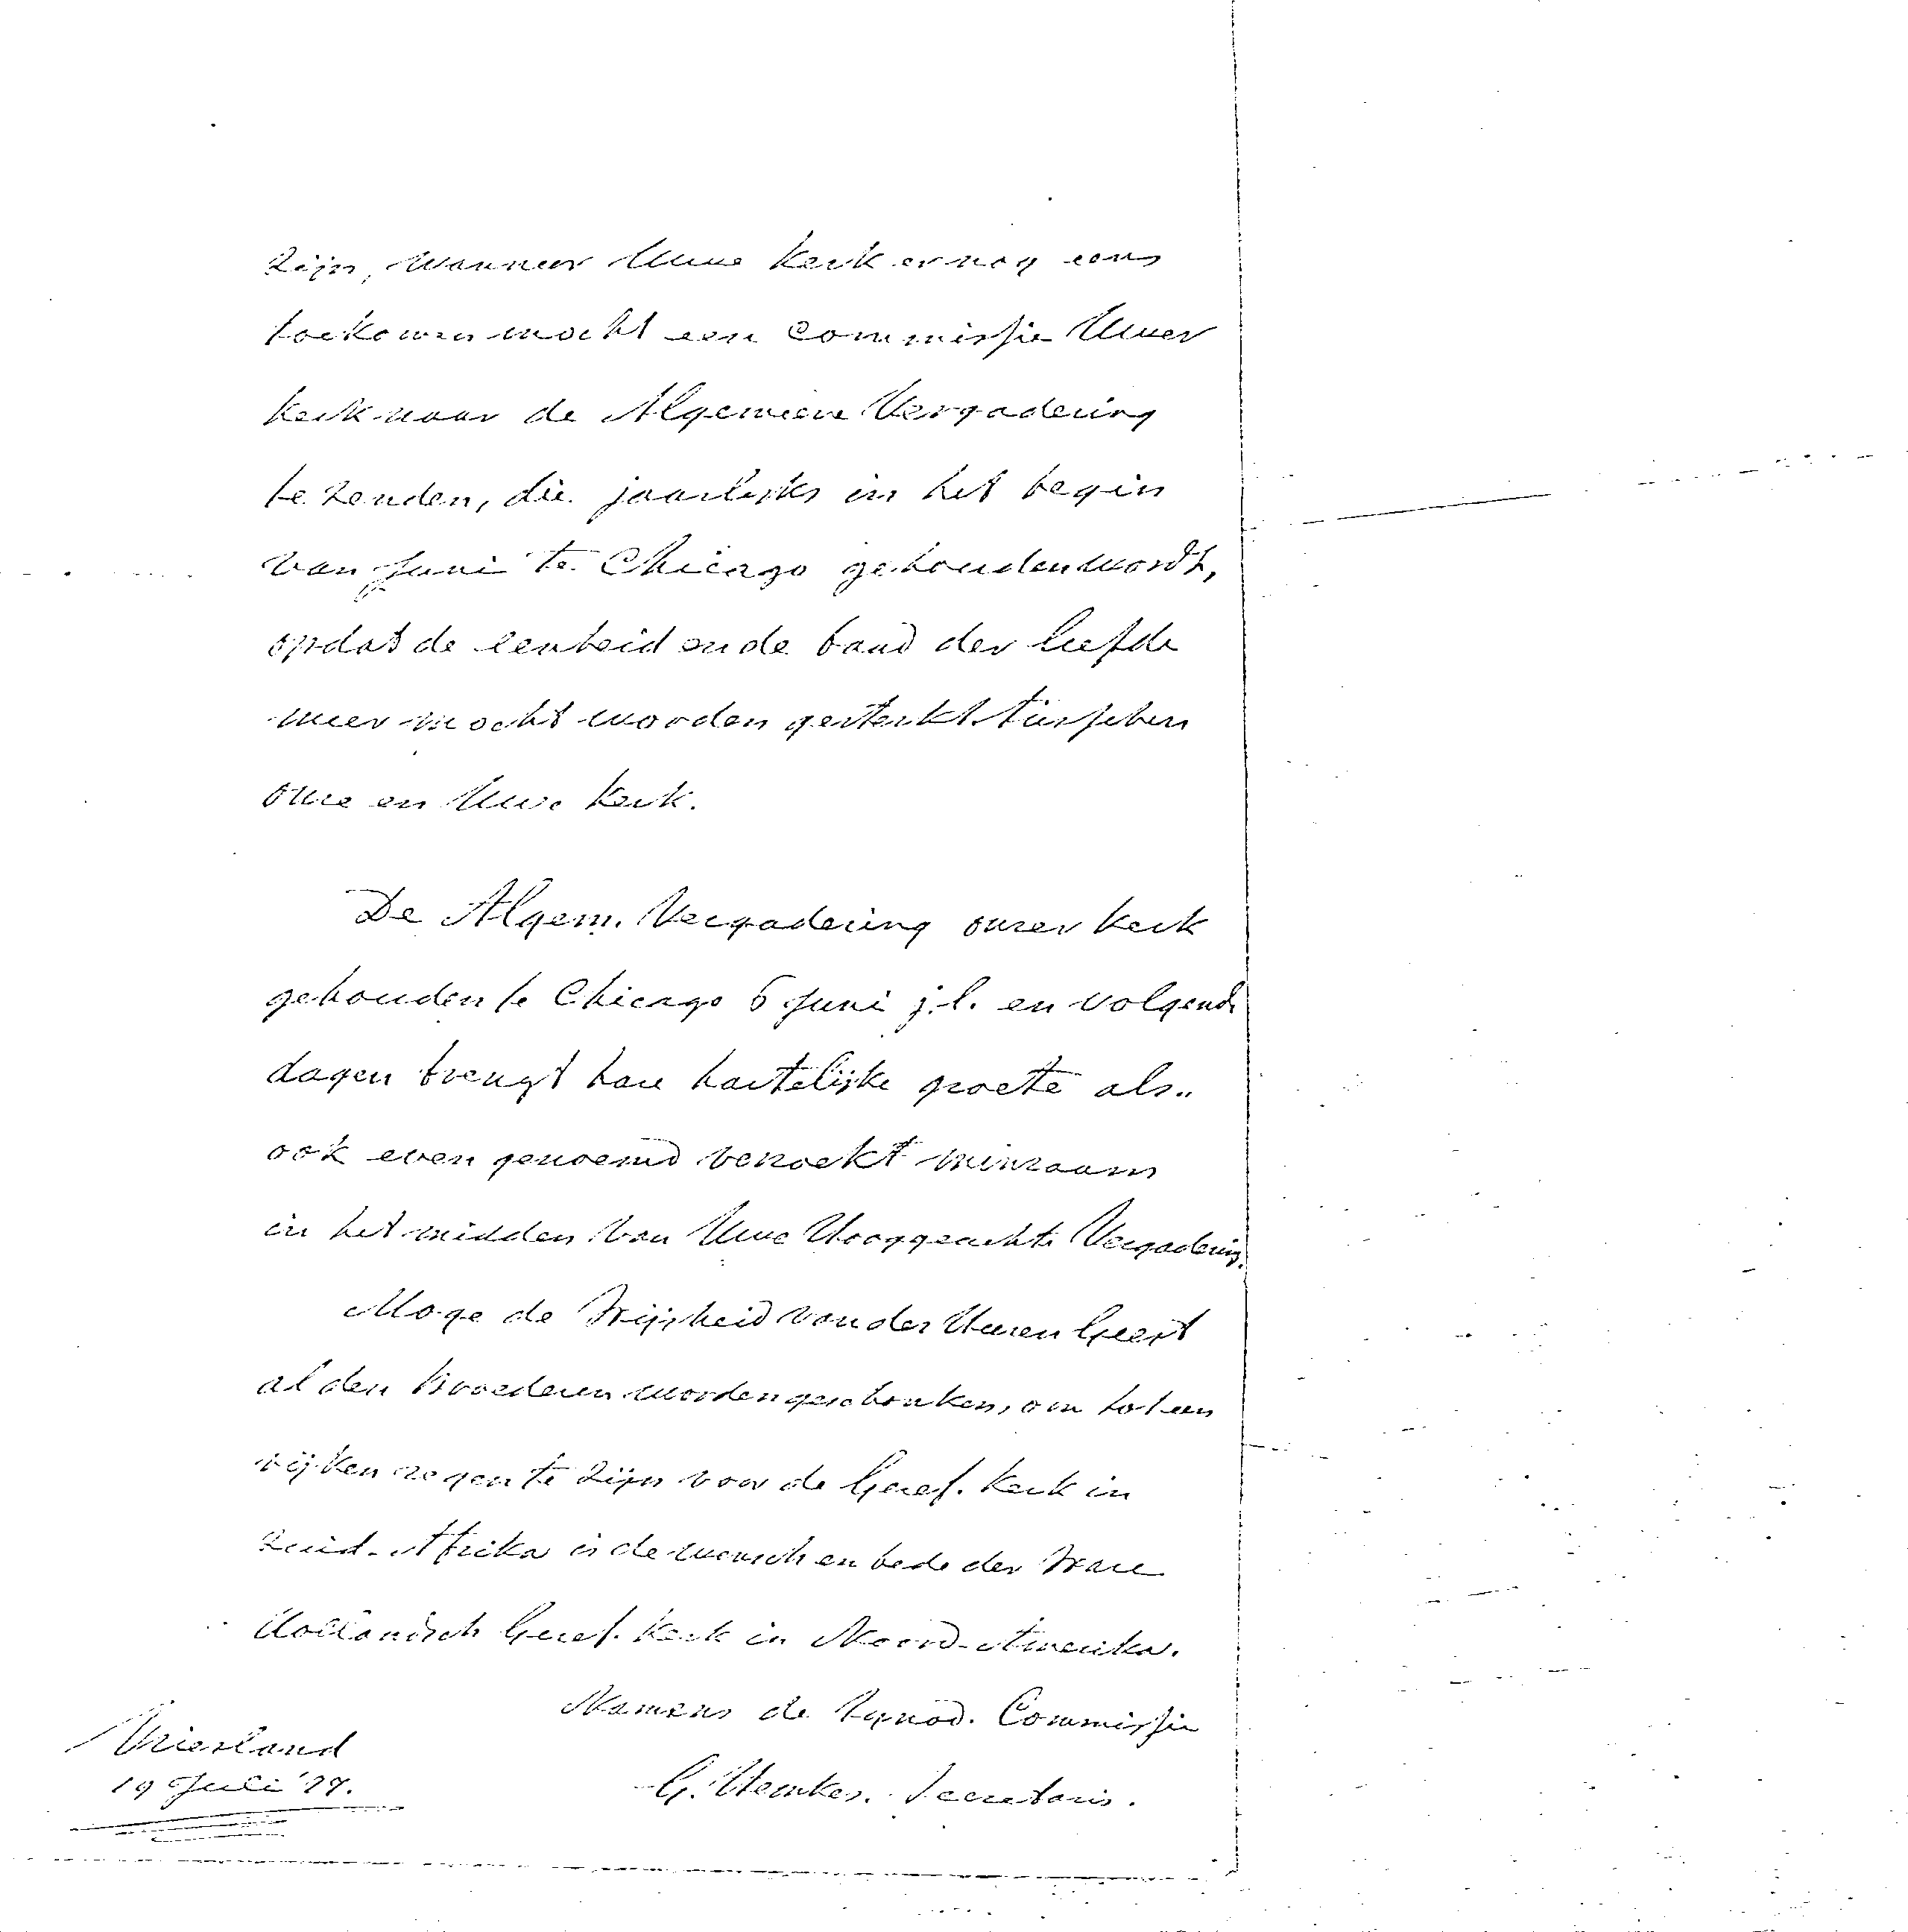 zijn, wanneer Uwe Kerk er nog eens
toekomen mocht een Commissie Uwer
Kerk naar de Algemeene Vergadering
te zenden, die jaarlijks in het begin
van Juni te Chicago gehouden wordt,
opdat de eenheid en de band der liefde
meer mocht worden gesterkt tusschen
onze en Uwe Kerk.
De Algem. Vergadering onzer Kerk
gehouden te Chicago 6 Juni j.l. en volgende
dagen brengt hare hartelijke groete als..
ook even genoemd verzoekt minzaam
in het midden van Uwe Hooggeachte Vergadering.
Moge de Wijsheid van des Heeren Geest
al den Broederen worden geschonken, om tot een
rijken zegen te zijn voor de Geref. Kerk in
Zuid-Afrika is de wensch en bede der Ware
Hollandsch Geref. Kerk in Noord-Amerika.
Namens de Synod. Commissie
Vriesland
19 Juli
G. Hemkes. Secretaris.